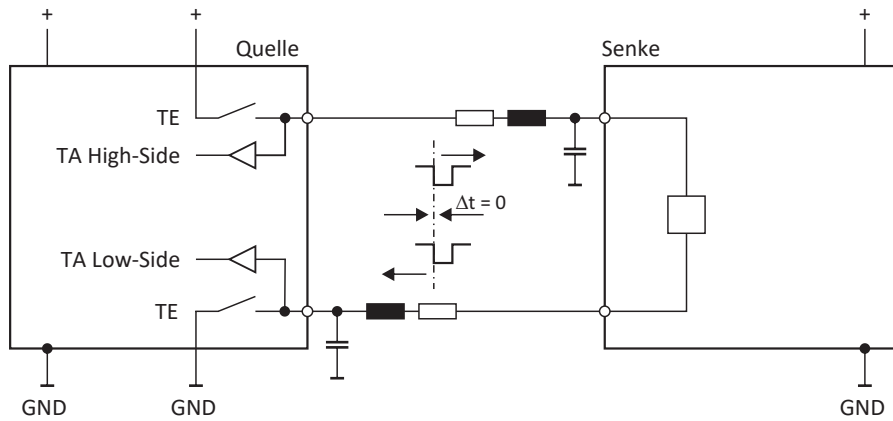 + + +
Quelle Senke
TE
TA High-Side
Δt = 0
TA Low-Side
TE
GND GND GND